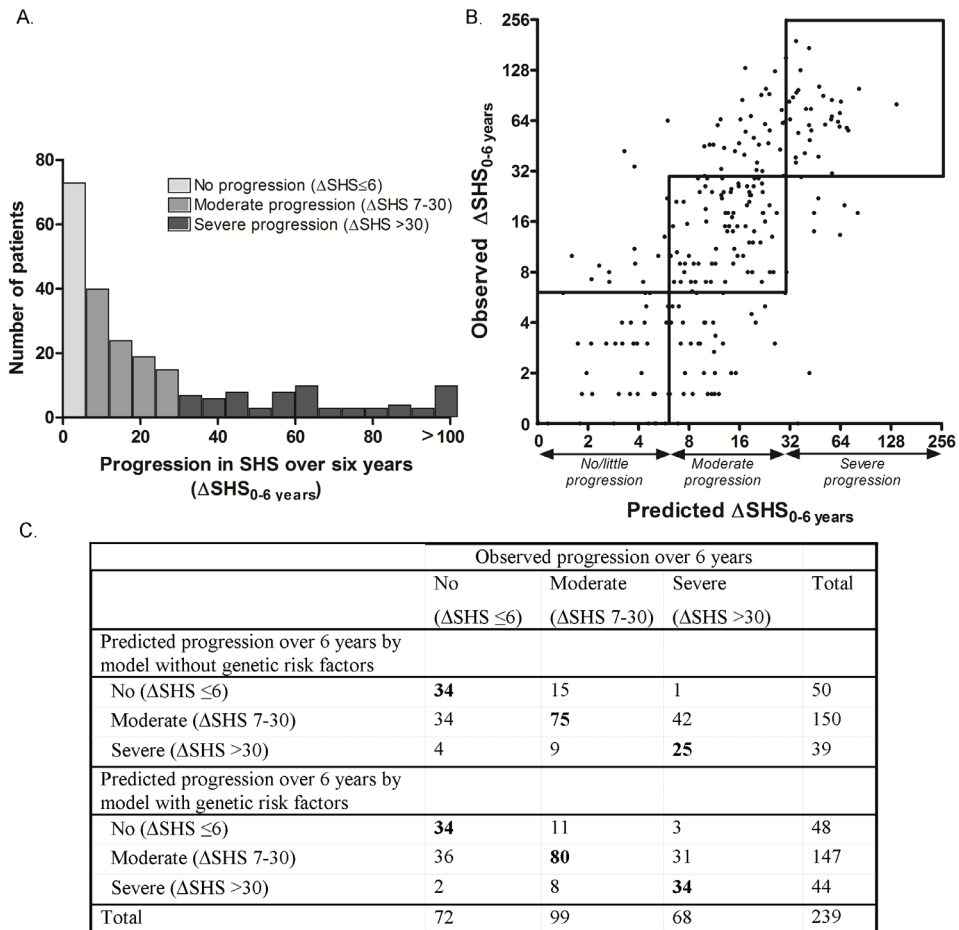 A.
80
60
40
20
0
Number of patients
No progression (ΔSHS≤6)
Moderate progression (ΔSHS 7-30)
Severe progression (ΔSHS >30)
0 20 40 60 80 >100
Progression in SHS over six years
(ΔSHS0-6 years)
B.
256
128
64
32
16
8
4
2
0
Observed ΔSHS0-6 years
0 2 4 8 16 32 64 128 256
No/little Moderate Severe
progression progression progression
Predicted ΔSHS0-6 years
C.
Observed progression over 6 years
No Moderate Severe Total
(ΔSHS ≤6) (ΔSHS 7-30) (ΔSHS >30)
Predicted progression over 6 years by
model without genetic risk factors
No (ΔSHS ≤6) 34 15 1 50
Moderate (ΔSHS 7-30) 34 75 42 150
Severe (ΔSHS >30) 4 9 25 39
Predicted progression over 6 years by
model with genetic risk factors
No (ΔSHS ≤6) 34 11 3 48
Moderate (ΔSHS 7-30) 36 80 31 147
Severe (ΔSHS >30) 2 8 34 44
Total 72 99 68 239